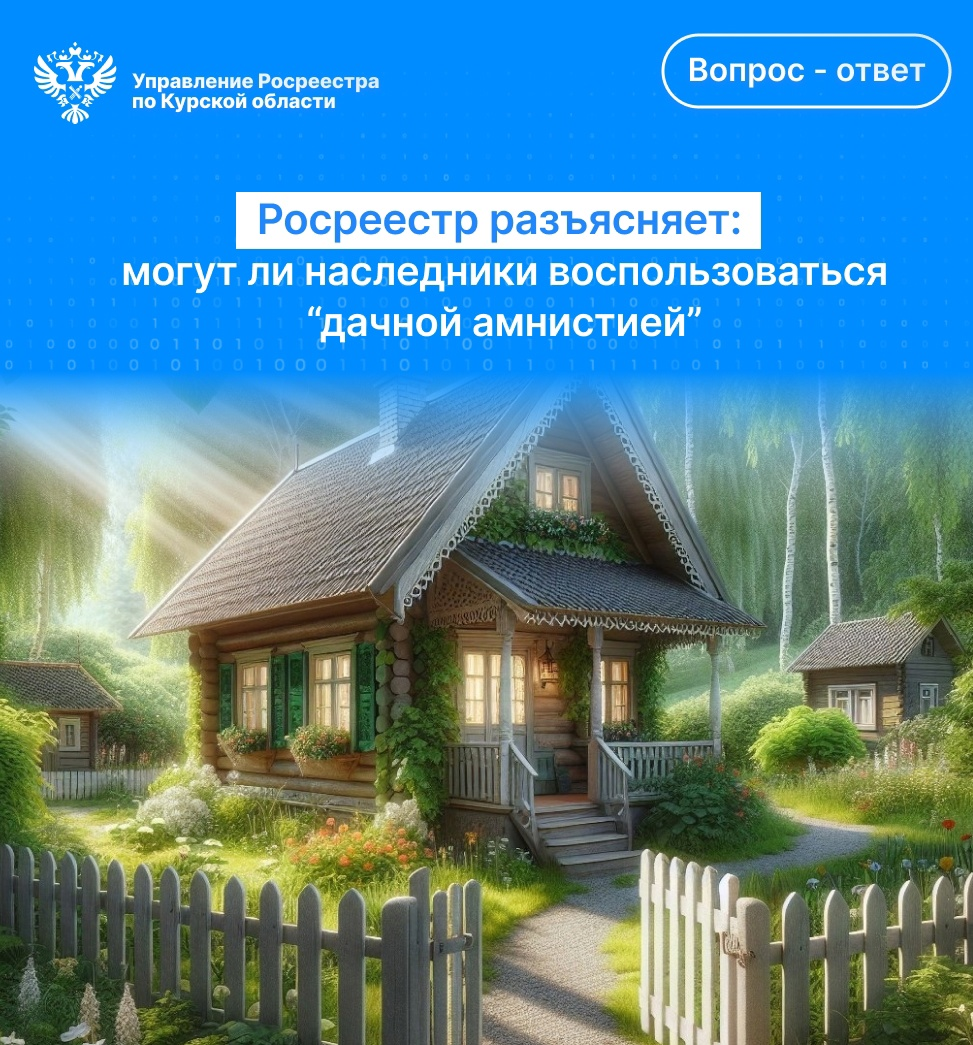 Управление Росреестра
по Курской области
Вопрос - ответ
Росреестр разъясняет:
могут ли наследники воспользоваться
“дачной амнистией”